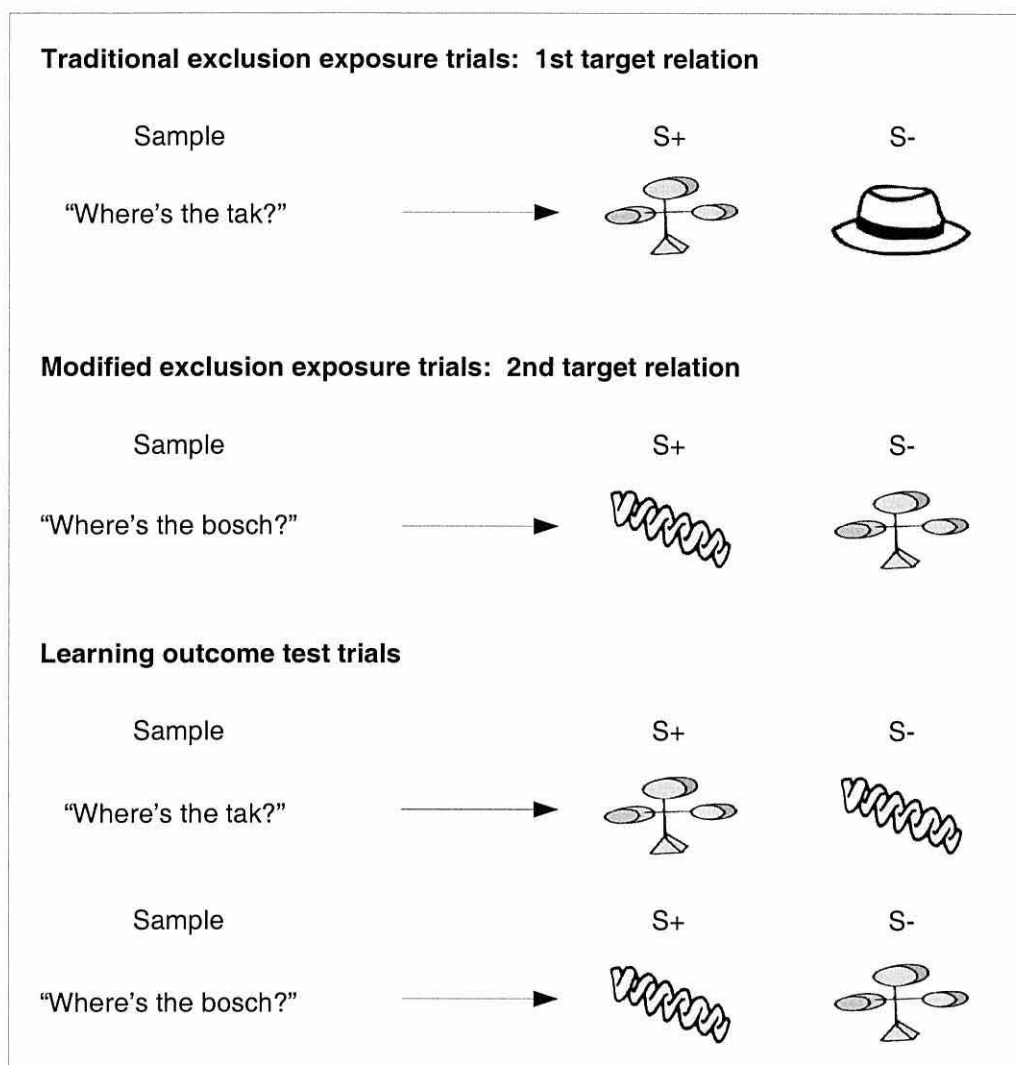 Traditional exclusion exposure trials: 1st target relation
Sample S+ S-
“Where's the tak?”
Modified exclusion exposure trials: 2nd target relation
Sample S+ S-
“Where's the bosch?”
Learning outcome test trials
Sample S+ S-
“Where's the tak?”
Sample S+ S-
“Where's the bosch?”